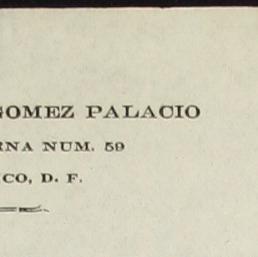 GOMEZ PALACIO
RNA NUM. 59
CO, D. F.